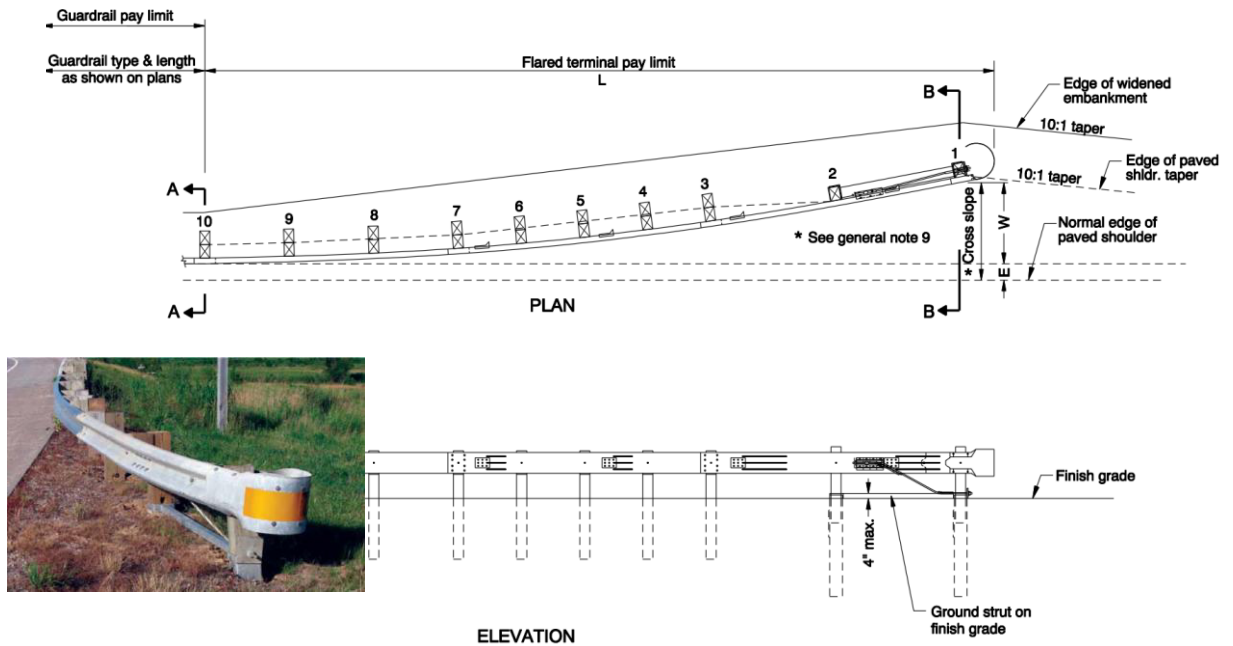 Guardrail pay limit
Guardrail type & length
as shown on plans
Flared terminal pay limit
L
B
Edge of widened
embankment
10:1 taper
1
Edge of paved
shldr. taper
10:1 taper
A
10
9
8
7
6
5
4
3
2
* See general note 9
* Cross slope
W
E
Normal edge of
paved shoulder
A
PLAN
B
Finish grade
4" max.
Ground strut on
finish grade
ELEVATION